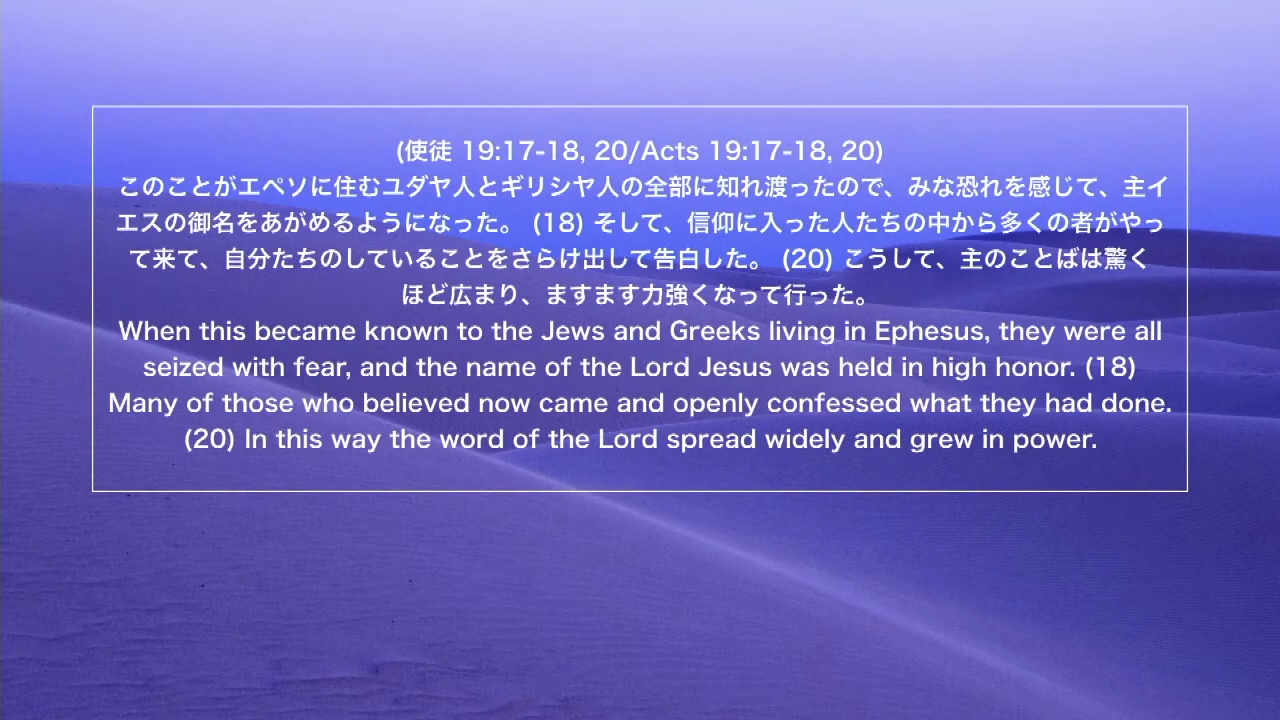 (使徒 19:17-18, 20/Acts 19:17-18, 20)
このことがエペソに住むユダヤ人とギリシヤ人の全部に知れ渡ったので、みな恐れを感じて、主イ
エスの御名をあがめるようになった。 (18) そして、信仰に入った人たちの中から多くの者がやっ
て来て、自分たちのしていることをさらけ出して告白した。 (20) こうして、主のことばは驚く
ほど広まり、ますます力強くなって行った。
When this became known to the Jews and Greeks living in Ephesus, they were all
seized with fear, and the name of the Lord Jesus was held in high honor. (18)
Many of those who believed now came and openly confessed what they had done.
(20) In this way the word of the Lord spread widely and grew in power.